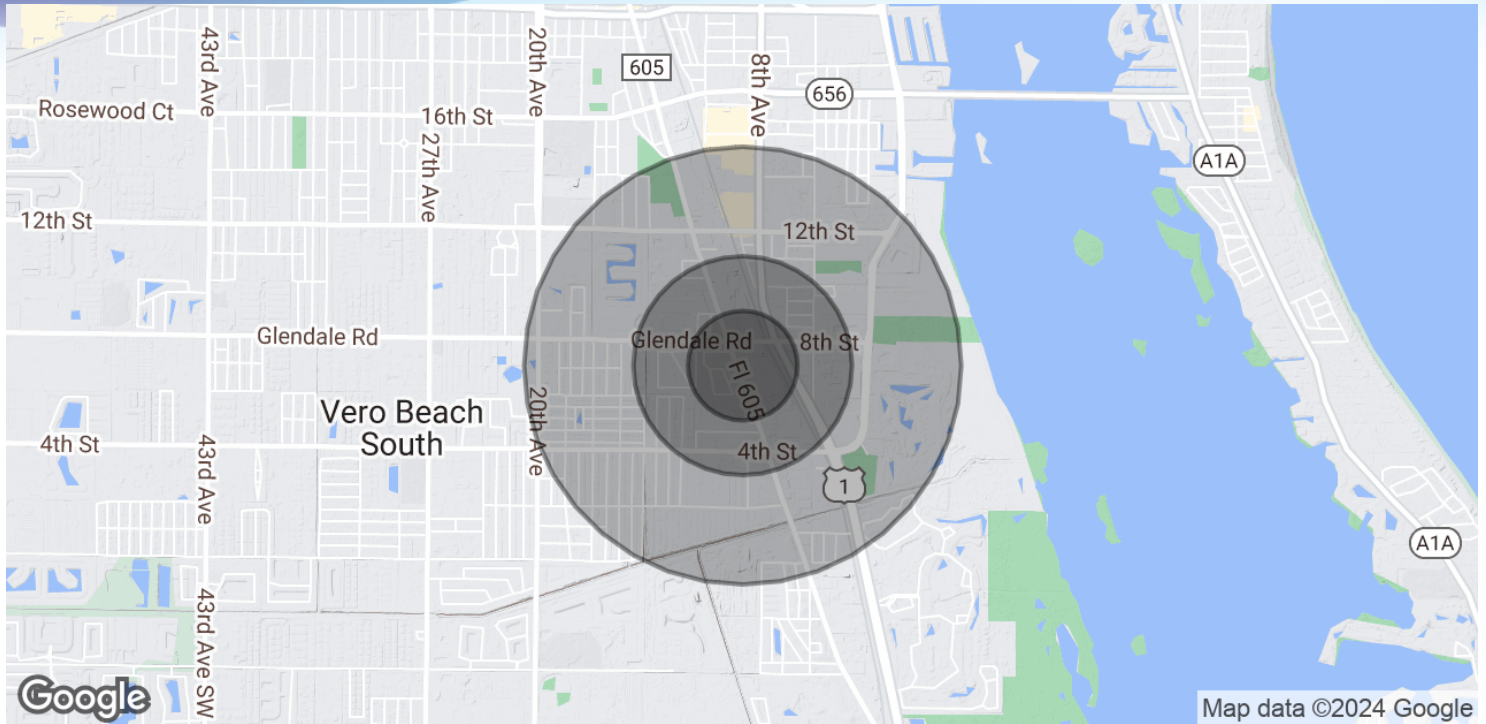 43rd Ave
20th Ave
605
8th Ave
656
Rosewood Ct
16th St
27th Ave
A1A
12th St
12th St
Glendale Rd
Glendale Rd
8th St
Fl 605
Vero Beach
South
20th Ave
4th St
4th St
43rd Ave
1
A1A
43rd Ave SW
Google
Map data ©2024 Google